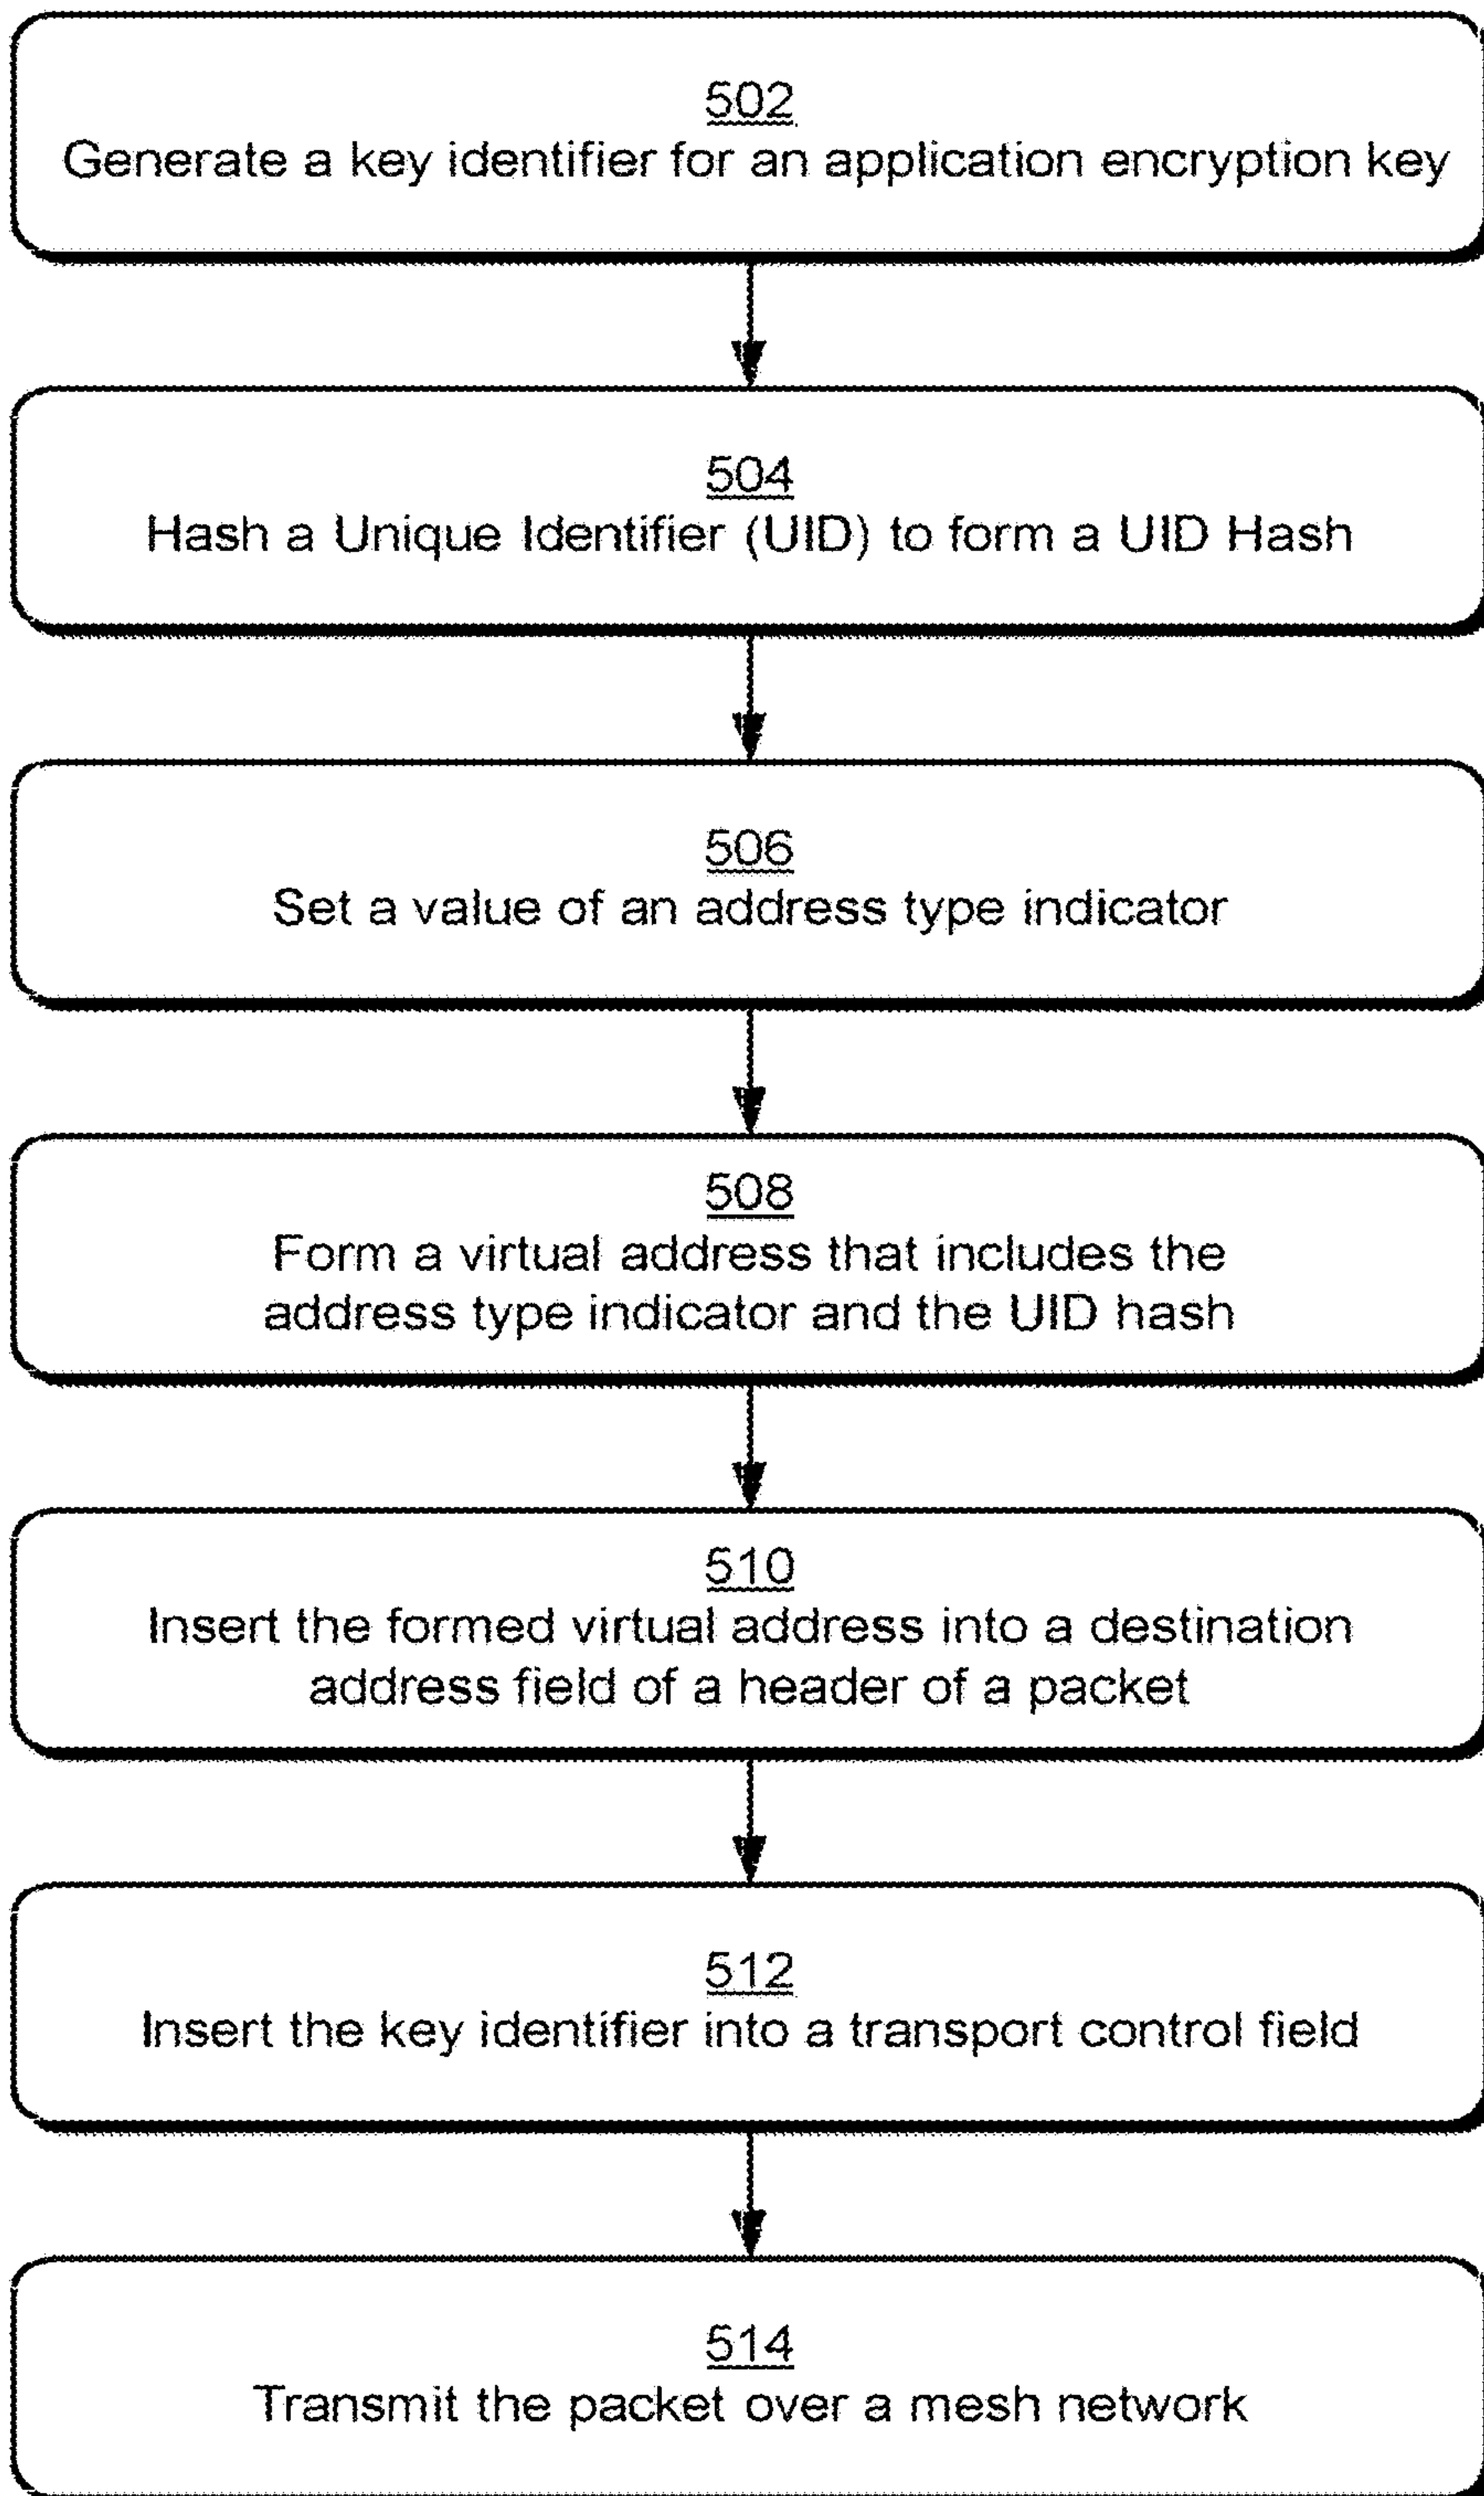 502
Generate a key identifier for an application encryption key
504
Hash a Unique Identifier (UID) to form a UID Hash
506
Set a value of an address type indicator
508
Form a virtual address that includes the
address type indicator and the UID hash
510
Insert the formed virtual address into a destination
address field of a header of a packet
512
Insert the key identifier into a transport control field
514
Transmit the packet over a mesh network